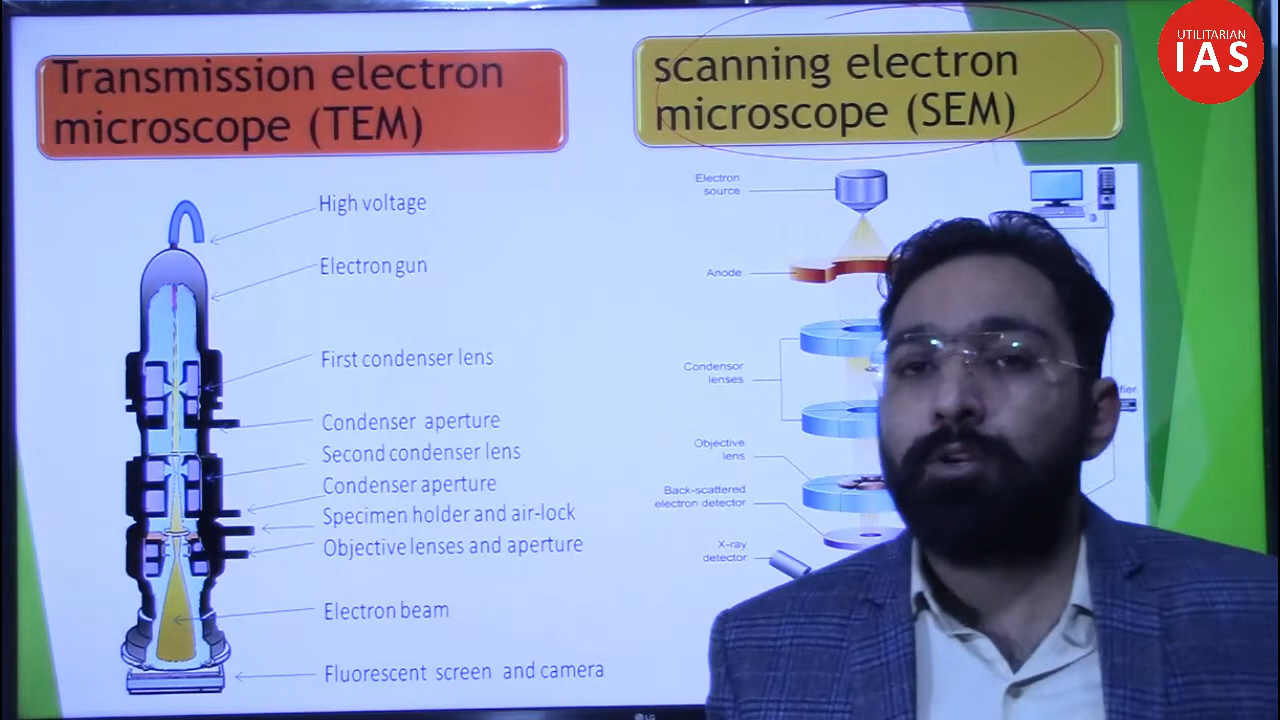 UTILITARIAN
IAS
Transmission electron
microscope (TEM)
scanning electron
microscope (SEM)
High voltage
Electron gun
First condenser lens
Condenser aperture
Second condenser lens
Condenser aperture
Specimen holder and air-lock
Objective lenses and aperture
Electron beam
Fluorescent screen and camera
Electron
source
Anode
Condensor
lenses
Objective
lens
Back-scattered
electron detector
X-ray
detector
LG